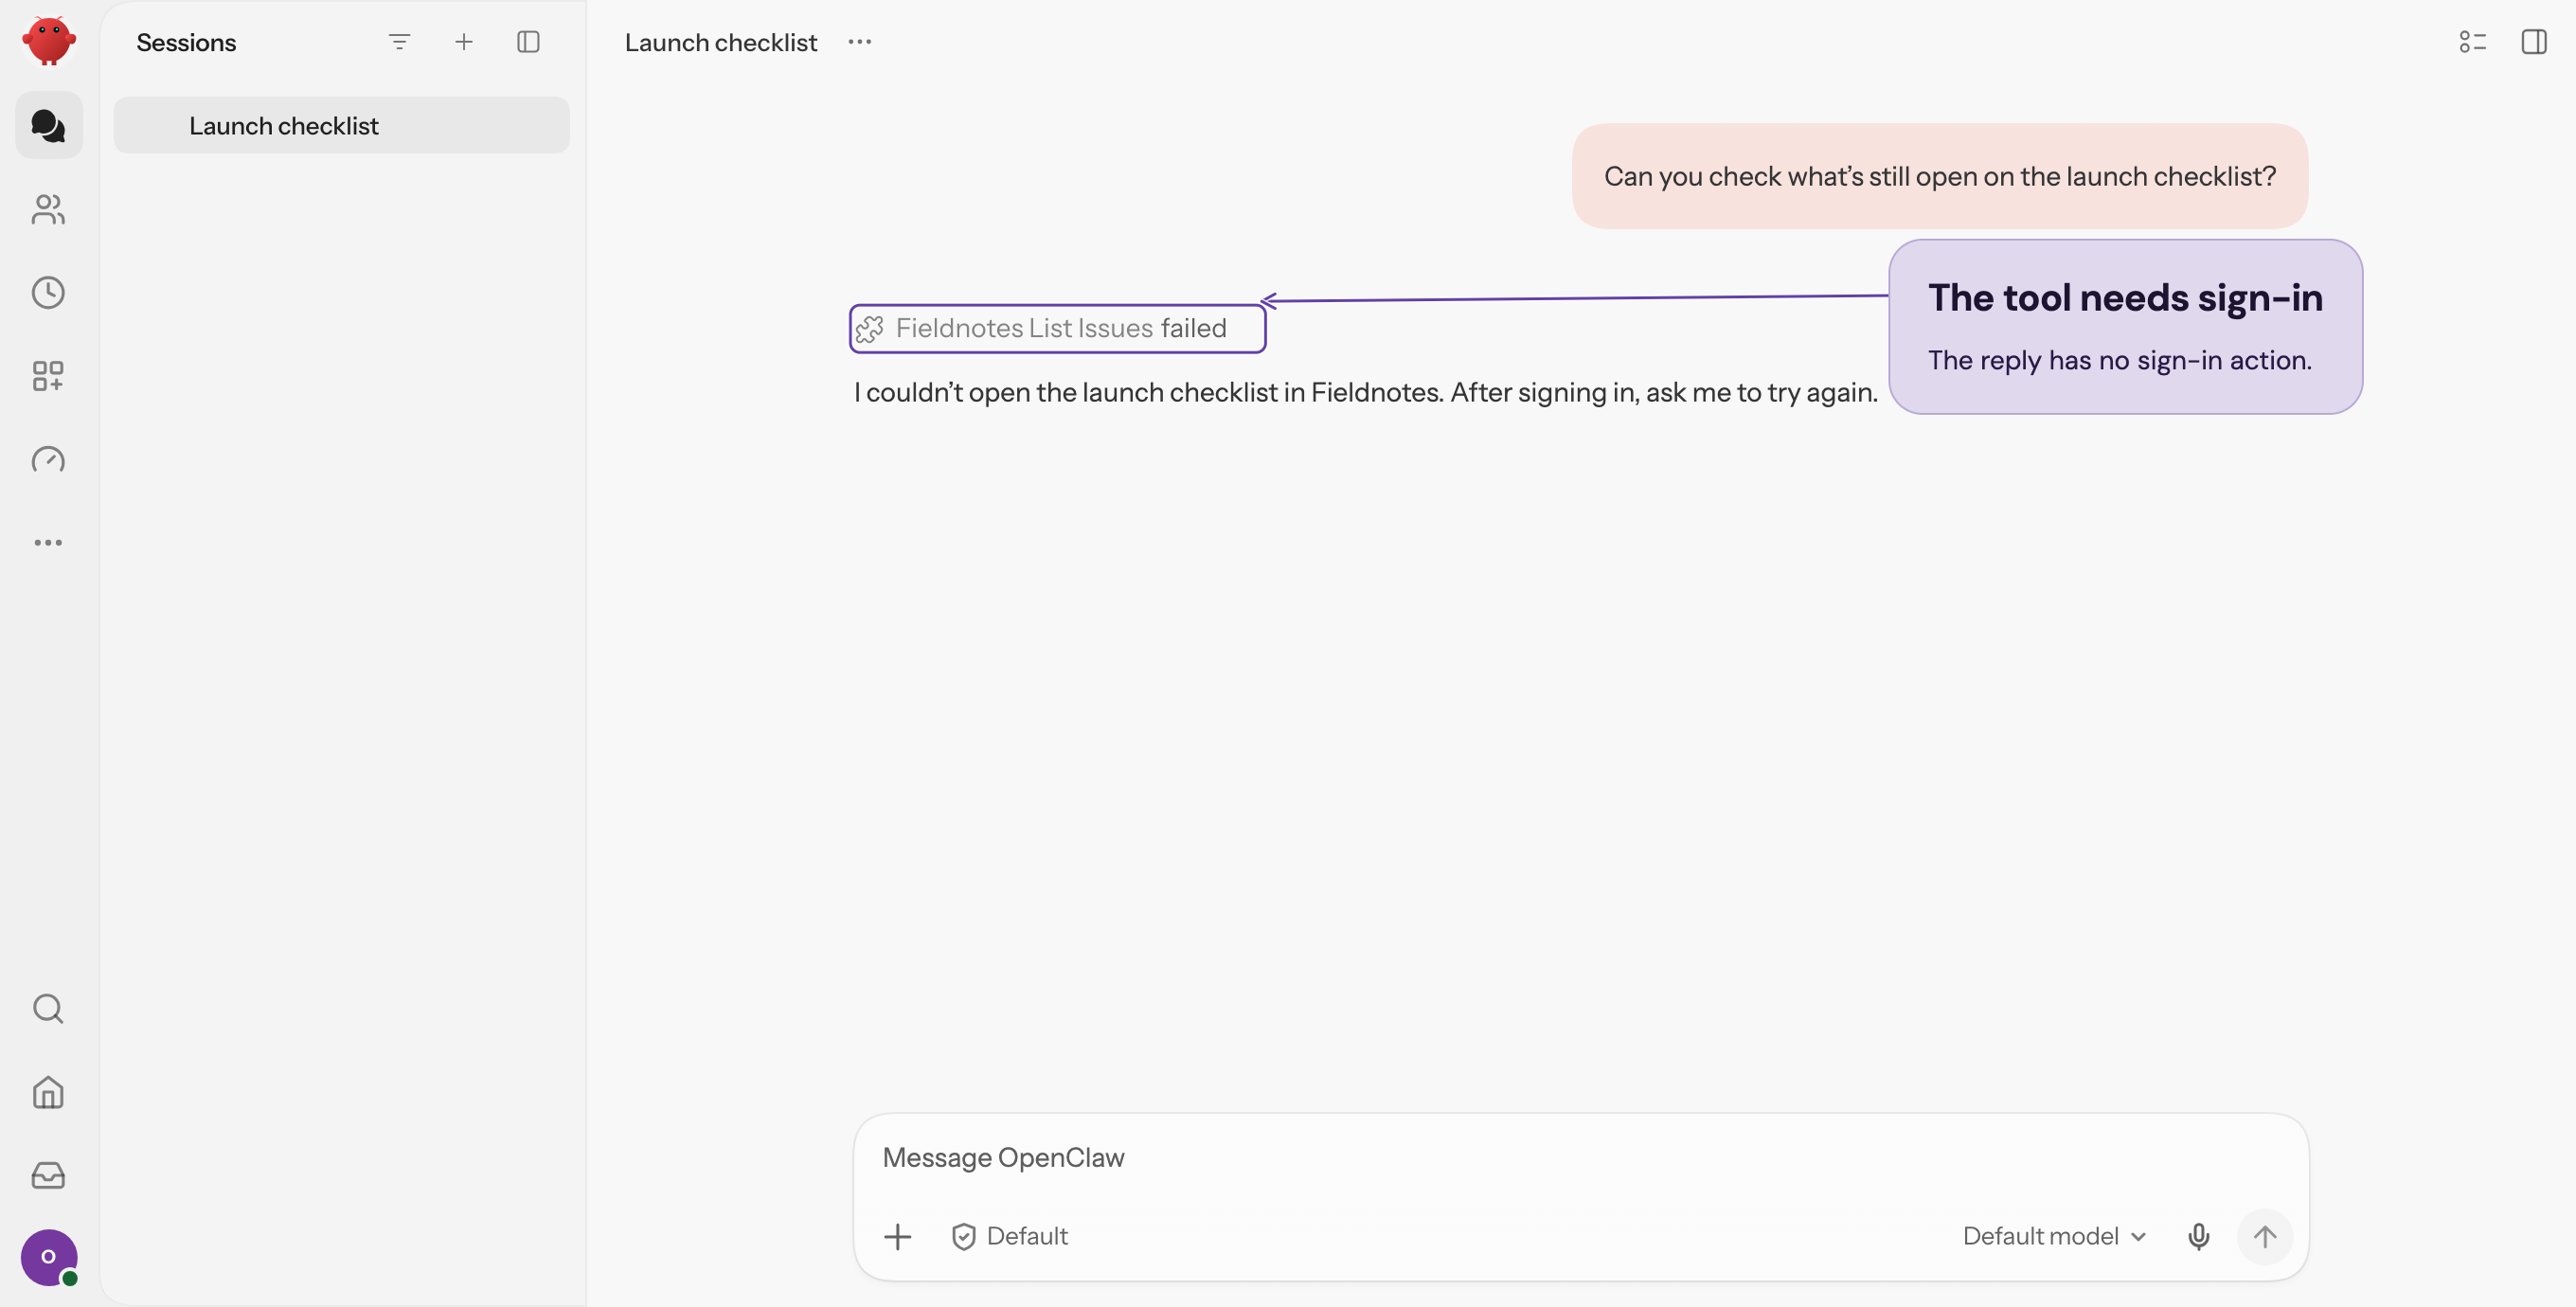 Sessions
Launch checklist
Launch checklist
Can you check what’s still open on the launch checklist?
The tool needs sign-in
The reply has no sign-in action.
Fieldnotes List Issues failed
I couldn’t open the launch checklist in Fieldnotes. After signing in, ask me to try again.
Message OpenClaw
Default
Default model
O